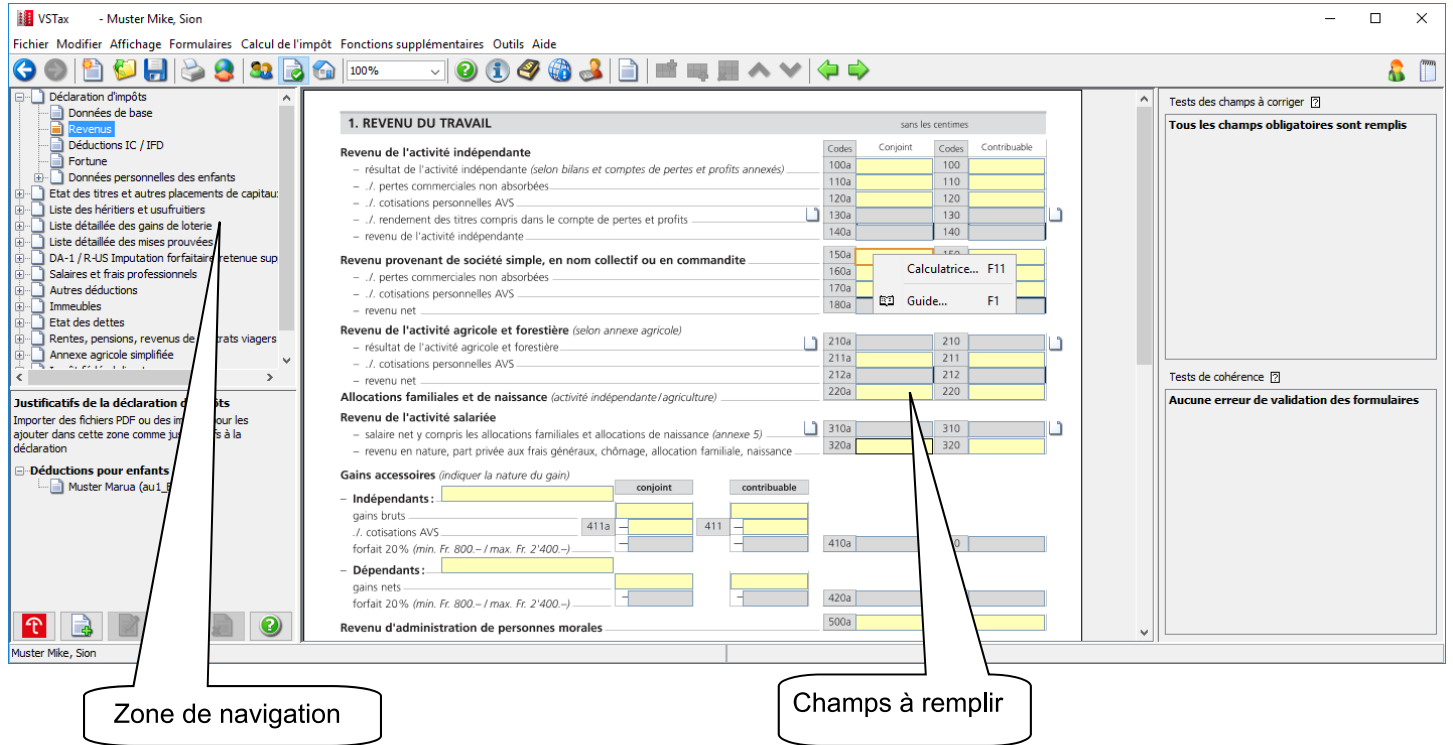 VSTax - Muster Mike, Sion
Fichier Modifier Affichage Formulaires Calcul de l'impôt Fonctions supplémentaires Outils Aide
100%
Déclaration d'impôts
Données de base
Revenus
Déductions IC / IFD
Fortune
Données personnelles des enfants
Etat des titres et autres placements de capitau
Liste des héritiers et usufruitiers
Liste détaillée des gains de loterie
Liste détaillée des mises prouvées
DA-1 / R-US Imputation forfaitaire retenue sup
Salaires et frais professionnels
Autres déductions
Immeubles
Etat des dettes
Rentes, pensions, revenus de trats viagers
Annexe agricole simplifiée
Justificatifs de la déclaration d' ôts
Importer des fichiers PDF ou des im our les
ajouter dans cette zone comme ju fs à la
déclaration
Déductions pour enfants
Muster Marua (au1_
1. REVENU DU TRAVAIL sans les centimes
Codes Conjoint Codes Contribuable
Revenu de l'activité indépendante
– résultat de l'activité indépendante (selon bilans et comptes de pertes et profits annexés) 100a 100
– ./. pertes commerciales non absorbées 110a 110
– ./. cotisations personnelles AVS 120a 120
– ./. rendement des titres compris dans le compte de pertes et profits 130a 130
– revenu de l'activité indépendante 140a 140
Revenu provenant de société simple, en nom collectif ou en commandite 150a 150
– ./. pertes commerciales non absorbées 160a
– ./. cotisations personnelles AVS 170a
– revenu net 180a
Calculatrice... F11
Guide... F1
Revenu de l'activité agricole et forestière (selon annexe agricole)
– résultat de l'activité agricole et forestière 210a 210
– ./. cotisations personnelles AVS 211a 211
– revenu net 212a 212
Allocations familiales et de naissance (activité indépendante/agriculture) 220a 220
Revenu de l'activité salariée
– salaire net y compris les allocations familiales et allocations de naissance (annexe 5) 310a 310
– revenu en nature, part privée aux frais généraux, chômage, allocation familiale, naissance 320a 320
Gains accessoires (indiquer la nature du gain)
conjoint contribuable
– Indépendants:
gains bruts
./. cotisations AVS 411a – 411 –
forfait 20% (min. Fr. 800.– / max. Fr. 2'400.–) – – 410a
– Dépendants:
gains nets
forfait 20% (min. Fr. 800.– / max. Fr. 2'400.–) – – 420a
Revenu d'administration de personnes morales 500a
Tests des champs à corriger ?
Tous les champs obligatoires sont remplis
Tests de cohérence ?
Aucune erreur de validation des formulaires
Muster Mike, Sion
Zone de navigation
Champs à remplir